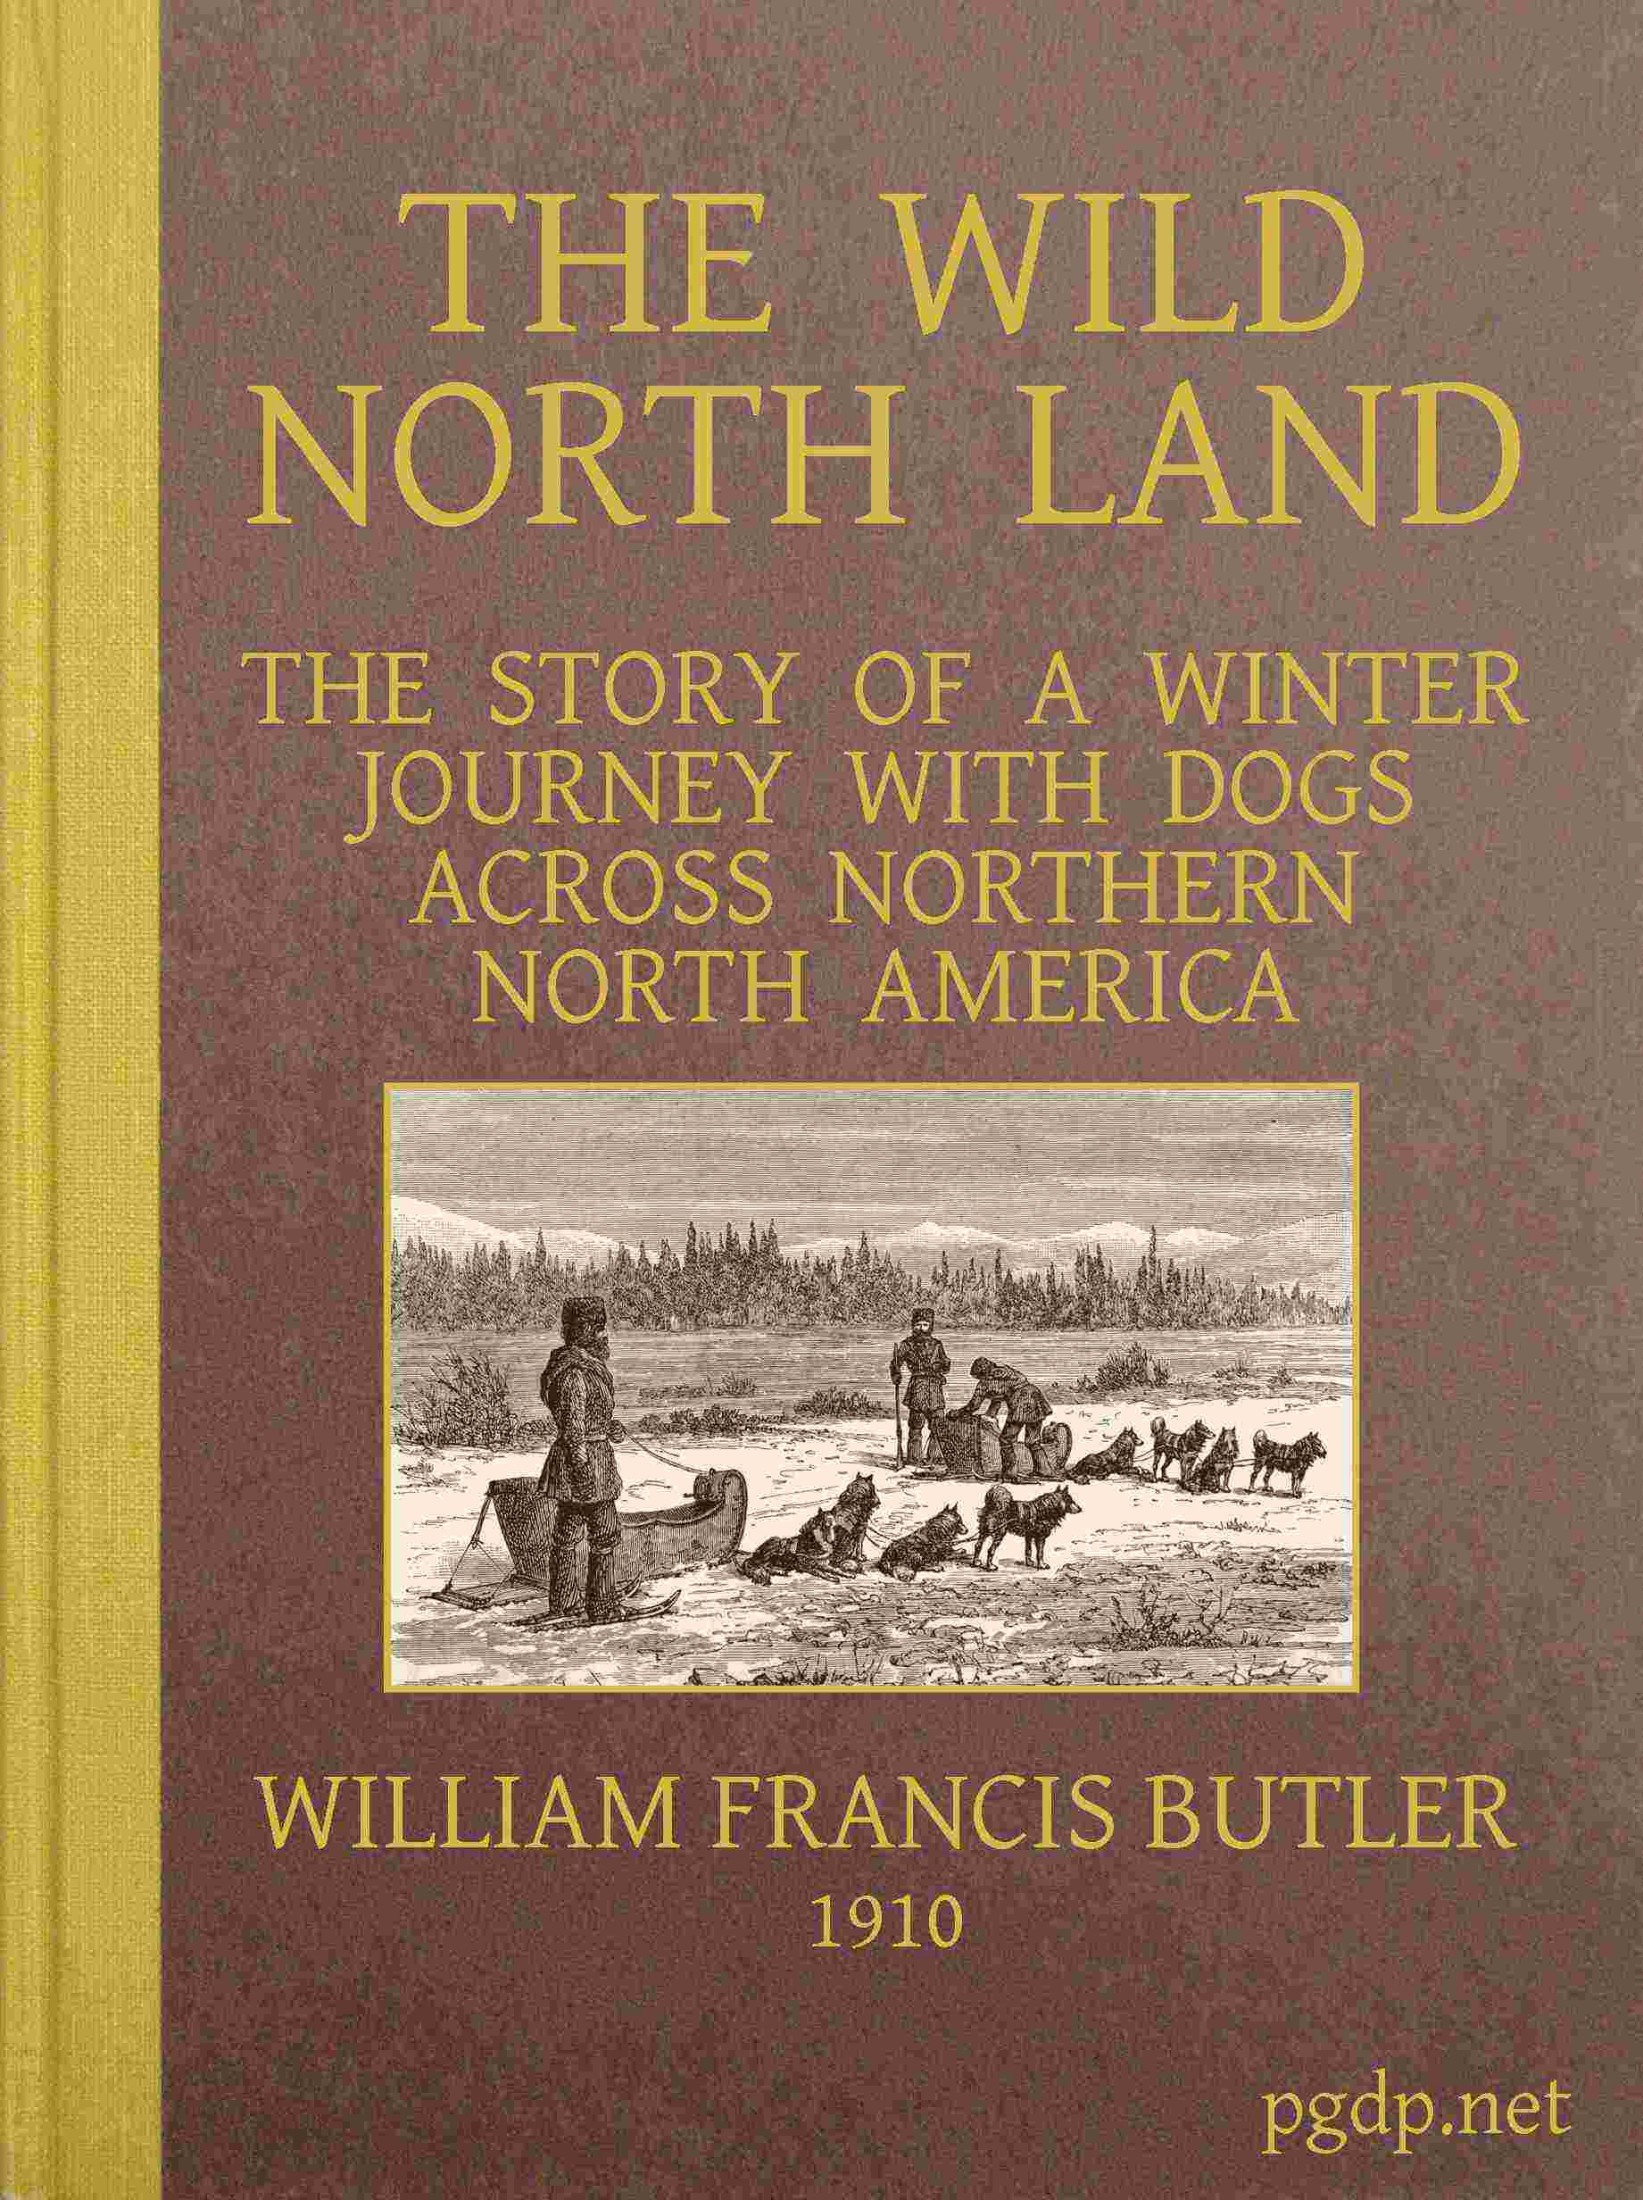 THE WILD
NORTH LAND
THE STORY OF A WINTER
JOURNEY WITH DOGS
ACROSS NORTHERN
NORTH AMERICA
WILLIAM FRANCIS BUTLER
1910
pgdp.net